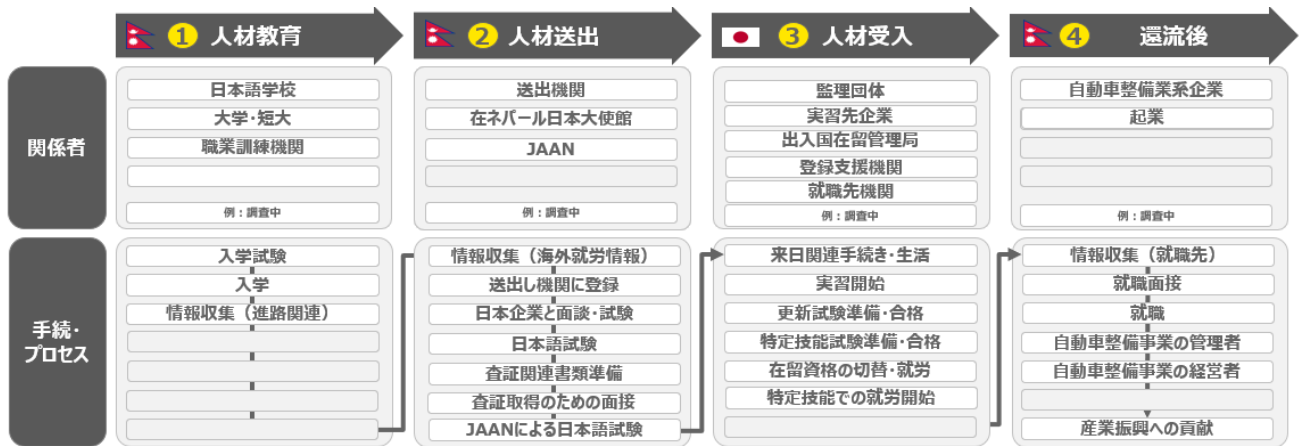 ① 人材教育
② 人材送出
③ 人材受入
④ 還流後
関係者
日本語学校
大学・短大
職業訓練機関
例：調査中
送出機関
在ネパール日本大使館
JAAN
例：調査中
監理団体
実習先企業
出入国在留管理局
登録支援機関
就職先機関
例：調査中
自動車整備業系企業
起業
例：調査中
手続・
プロセス
入学試験
入学
情報収集（進路関連）
情報収集（海外就労情報）
送出し機関に登録
日本企業と面談・試験
日本語試験
査証関連書類準備
査証取得のための面接
JAANによる日本語試験
来日関連手続き・生活
実習開始
更新試験準備・合格
特定技能試験準備・合格
在留資格の切替・就労
特定技能での就労開始
情報収集（就職先）
就職面接
就職
自動車整備事業の管理者
自動車整備事業の経営者
産業振興への貢献